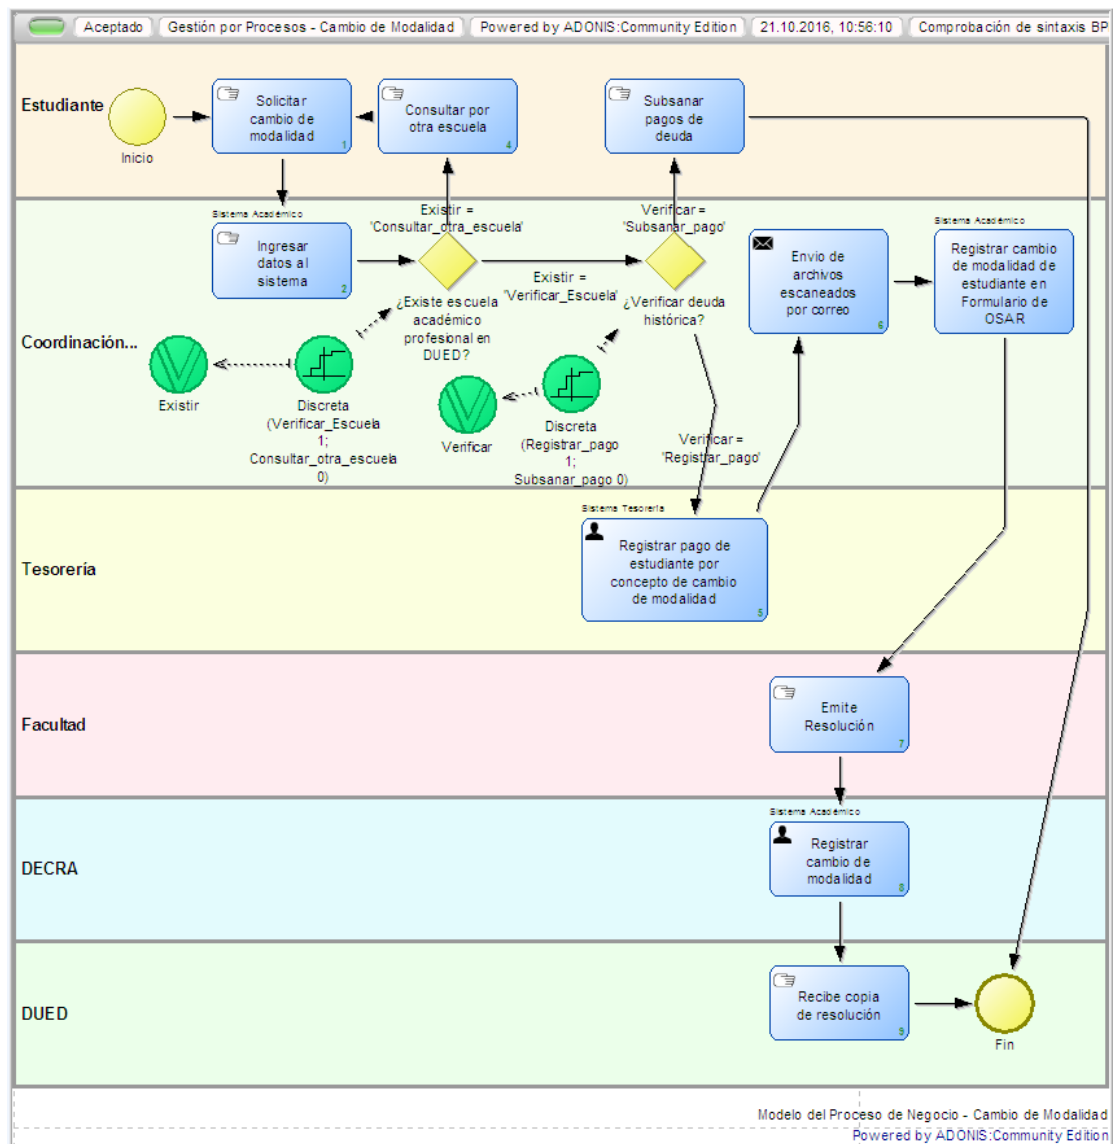 Aceptado Gestión por Procesos - Cambio de Modalidad Powered by ADONIS:Community Edition 21.10.2016, 10:56:10 Comprobación de sintaxis BP
Estudiante
Inicio
Solicitar
cambio de
modalidad
1
Consultar por
otra escuela
4
Subsanar
pagos de
deuda
Coordinación...
Sistema Académico
Ingresar
datos al
sistema
2
Existir =
'Consultar_otra_escuela'
¿Existe escuela
académico
profesional en
DUED?
Existir =
'Verificar_Escuela'
Verificar =
'Subsanar_pago'
¿Verificar deuda
histórica?
Envio de
archivos
escaneados
por correo
6
Sistema Académico
Registrar cambio
de modalidad de
estudiante en
Formulario de
OSAR
Existir
Discreta
(Verificar_Escuela
1;
Consultar_otra_escuela
0)
Verificar
Discreta
(Registrar_pago
1;
Subsanar_pago 0)
Verificar =
'Registrar_pago'
Tesorería
Sistema Tesorería
Registrar pago de
estudiante por
concepto de cambio
de modalidad
5
Facultad
Emite
Resolución
7
DECRA
Sistema Académico
Registrar
cambio de
modalidad
8
DUED
Recibe copia
de resolución
9
Fin
Modelo del Proceso de Negocio - Cambio de Modalidad
Powered by ADONIS:Community Edition